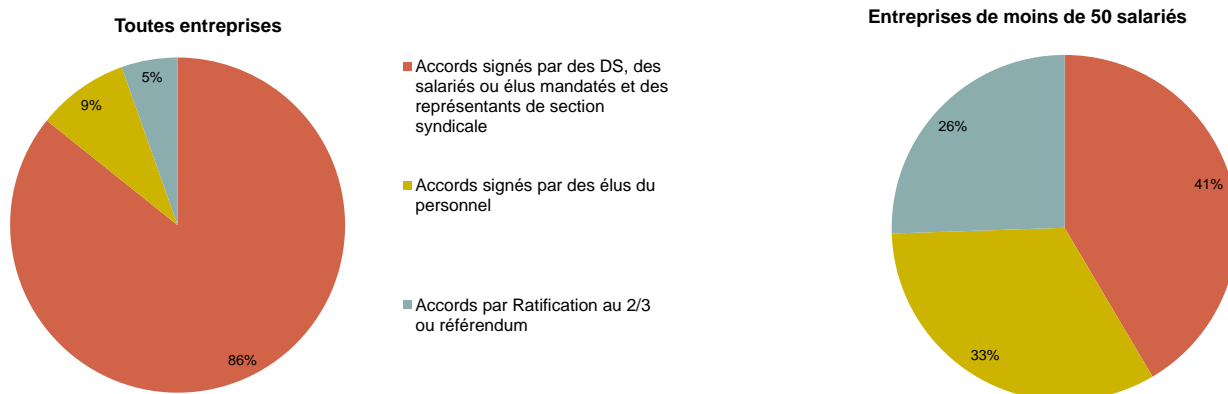 Toutes entreprises
5%
9%
86%
Accords signés par des DS, des
salariés ou élus mandatés et des
représentants de section
syndicale
Accords signés par des élus du
personnel
Accords par Ratification au 2/3
ou référendum
Entreprises de moins de 50 salariés
26%
41%
33%